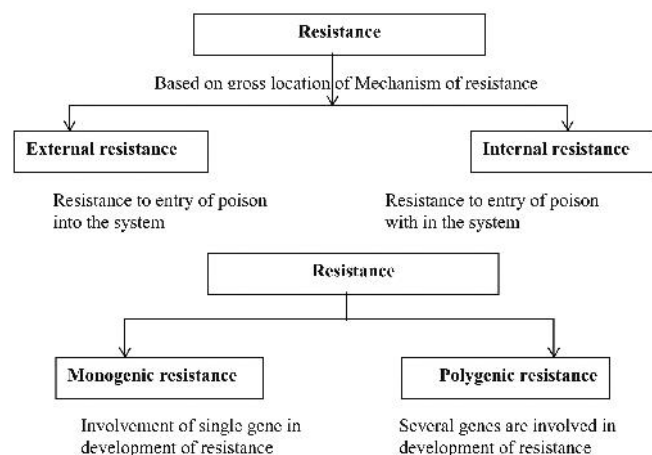 Resistance
Based on gross location of Mechanism of resistance
External resistance
Internal resistance
Resistance to entry of poison
into the system
Resistance to entry of poison
with in the system
Resistance
Monogenic resistance
Polygenic resistance
Involvement of single gene in
development of resistance
Several genes are involved in
development of resistance